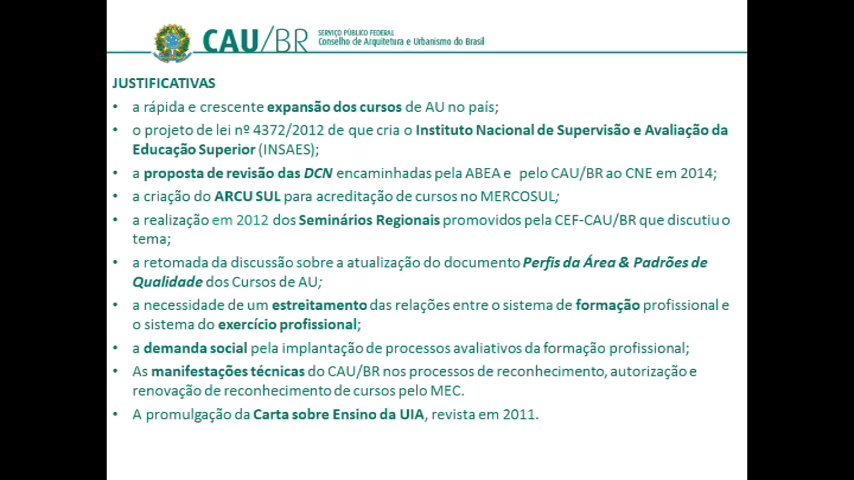 CAU/BR
SERVIÇO PÚBLICO FEDERAL
Conselho de Arquitetura e Urbanismo do Brasil
JUSTIFICATIVAS
• a rápida e crescente expansão dos cursos de AU no país;
• o projeto de lei nº 4372/2012 de que cria o Instituto Nacional de Supervisão e Avaliação da
Educação Superior (INSAES);
• a proposta de revisão das DCN encaminhadas pela ABEA e pelo CAU/BR ao CNE em 2014;
• a criação do ARCU SUL para acreditação de cursos no MERCOSUL;
• a realização em 2012 dos Seminários Regionais promovidos pela CEF-CAU/BR que discutiu o
tema;
• a retomada da discussão sobre a atualização do documento Perfis da Área & Padrões de
Qualidade dos Cursos de AU;
• a necessidade de um estreitamento das relações entre o sistema de formação profissional e
o sistema do exercício profissional;
• a demanda social pela implantação de processos avaliativos da formação profissional;
• As manifestações técnicas do CAU/BR nos processos de reconhecimento, autorização e
renovação de reconhecimento de cursos pelo MEC.
• A promulgação da Carta sobre Ensino da UIA, revista em 2011.